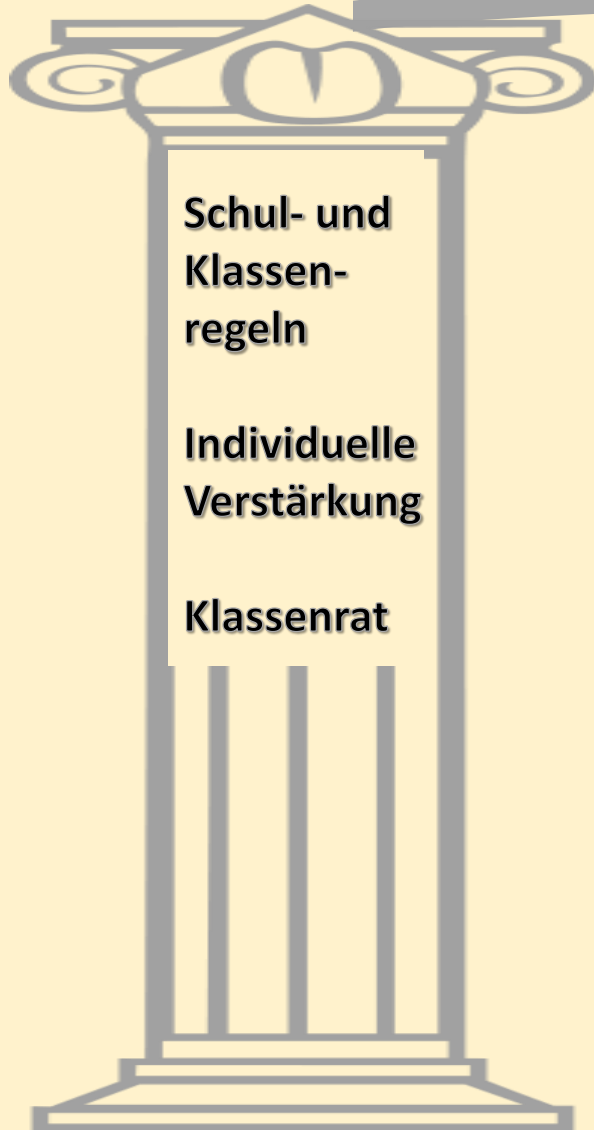 Schul- und
Klassen-
regeln
Individuelle
Verstärkung
Klassenrat